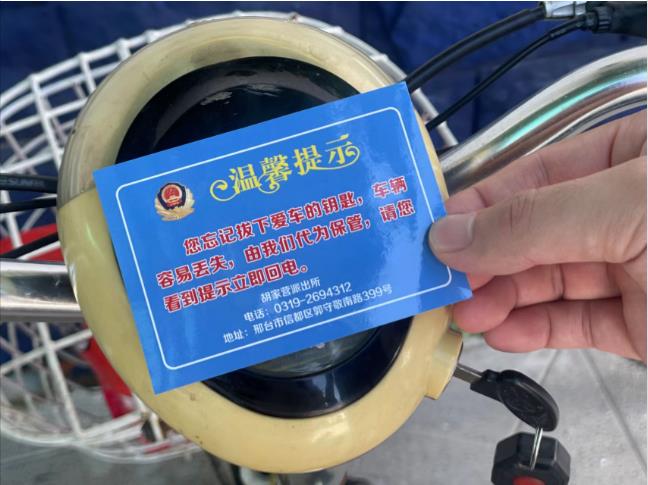 温馨提示
您忘记拔下爱车的钥匙，车辆
容易丢失，由我们代为保管，请您
看到提示立即回电。
胡家营派出所
电话：0319-2694312
地址：邢台市信都区郭守敬南路399号